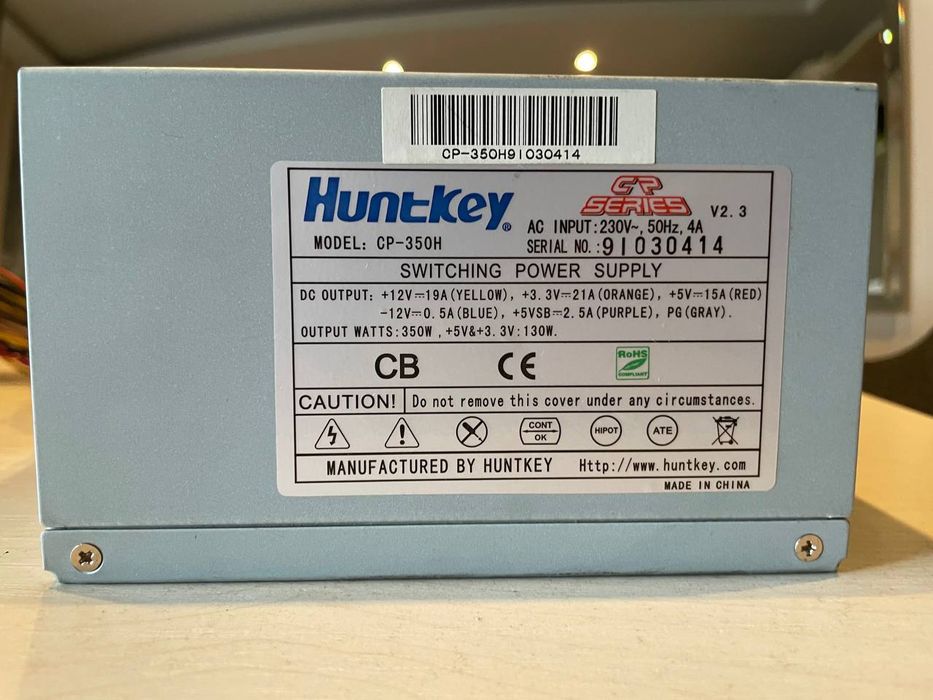 CP-350H9I030414
Huntkey®
CP SERIES V2.3
AC INPUT:230V~, 50Hz, 4A
MODEL: CP-350H
SERIAL NO.:9I030414
SWITCHING POWER SUPPLY
DC OUTPUT: +12V⎓19A(YELLOW), +3.3V⎓21A(ORANGE), +5V⎓15A(RED)
-12V⎓0.5A(BLUE), +5VSB⎓2.5A(PURPLE), PG(GRAY).
OUTPUT WATTS:350W ,+5V&+3.3V:130W.
CB CE RoHS
COMPLIANT
CAUTION! Do not remove this cover under any circumstances.
CONT
OK
HIPOT
ATE
MANUFACTURED BY HUNTKEY Http://www.huntkey.com
MADE IN CHINA